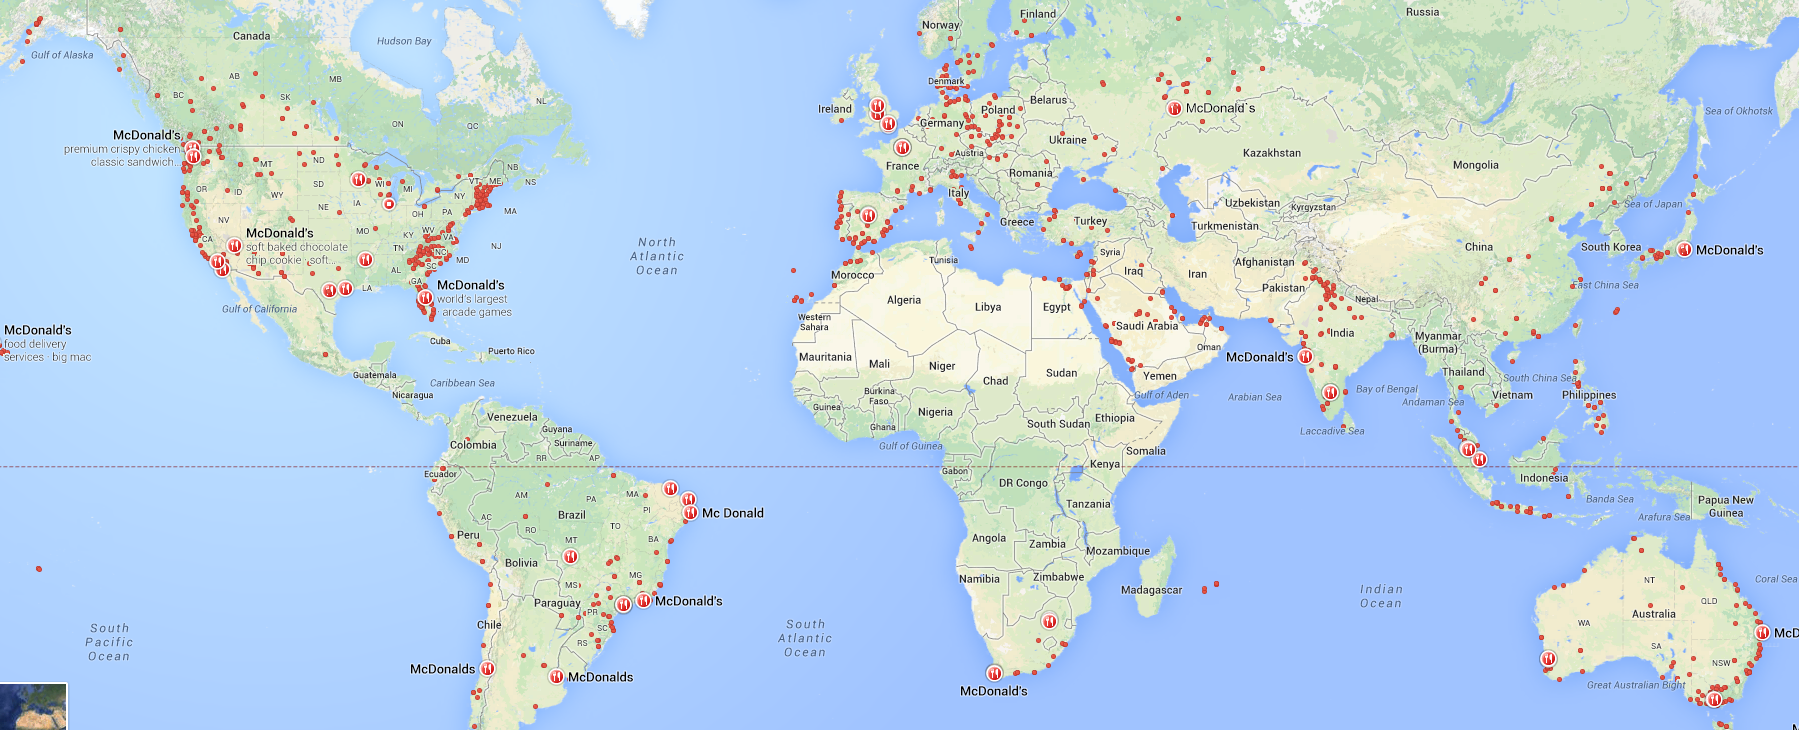 Finland
Russia
Norway
Canada
Hudson Bay
Gulf of Alaska
AB
MB
BC
SK
NL
ON
QC
Denmark
Ireland
Poland
Belarus
Germany
McDonald`s
Sea of Okhotsk
McDonald's
premium crispy chicken
classic sandwich...
Ukraine
Austria
France
Romania
Kazakhstan
Mongolia
MT
ND
NB
NS
VT
ME
OR
ID
WY
SD
WI
MI
NY
MA
NE
IA
OH
PA
Italy
Greece
Turkey
Uzbekistan
Kyrgyzstan
Turkmenistan
Sea of Japan
NV
CA
McDonald's
soft baked chocolate
chip cookie · soft...
MO
KY
WV
VA
TN
NC
SC
NJ
MD
AL
GA
LA
North
Atlantic
Ocean
Tunisia
Morocco
Syria
Iraq
Iran
Afghanistan
China
South Korea
McDonald's
Pakistan
Nepal
East China Sea
McDonald's
world's largest
arcade games
Gulf of California
Algeria
Libya
Egypt
Western
Sahara
Saudi Arabia
Oman
India
Myanmar
(Burma)
McDonald's
food delivery
services · big mac
Cuba
Puerto Rico
Mauritania
Mali
Niger
Chad
Sudan
Yemen
McDonald's
Thailand
Guatemala
Nicaragua
Caribbean Sea
Burkina
Faso
Guinea
Nigeria
Ghana
Gulf of Guinea
Gulf of Aden
Arabian Sea
Bay of Bengal
Andaman Sea
South China Sea
Vietnam
Philippines
Laccadive Sea
Venezuela
Guyana
Suriname
Colombia
RR
AP
Ecuador
South Sudan
Ethiopia
Somalia
Gabon
Kenya
DR Congo
Tanzania
Indonesia
Banda Sea
Papua New
Guinea
Arafura Sea
AM
PA
MA
PI
AC
RO
Brazil
TO
Mc Donald
Peru
MT
BA
Bolivia
MS
MG
Angola
Zambia
Mozambique
Namibia
Zimbabwe
Madagascar
Indian
Ocean
Coral Sea
NT
QLD
Australia
WA
SA
NSW
Paraguay
PR
McDonald's
SC
RS
Chile
South
Pacific
Ocean
South
Atlantic
Ocean
McDonalds
McDonalds
McDonald's
McD
Great Australian Bight